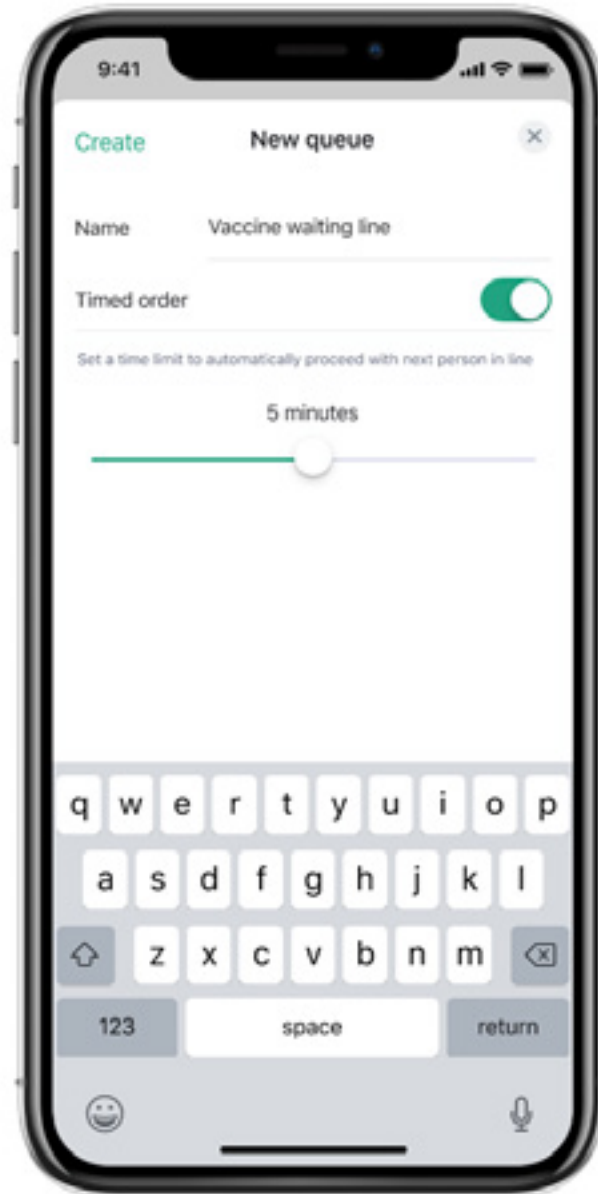 9:41
Create New queue
Name Vaccine waiting line
Timed order
Set a time limit to automatically proceed with next person in line
5 minutes
q w e r t y u i o p
a s d f g h j k l
z x c v b n m
123 space return